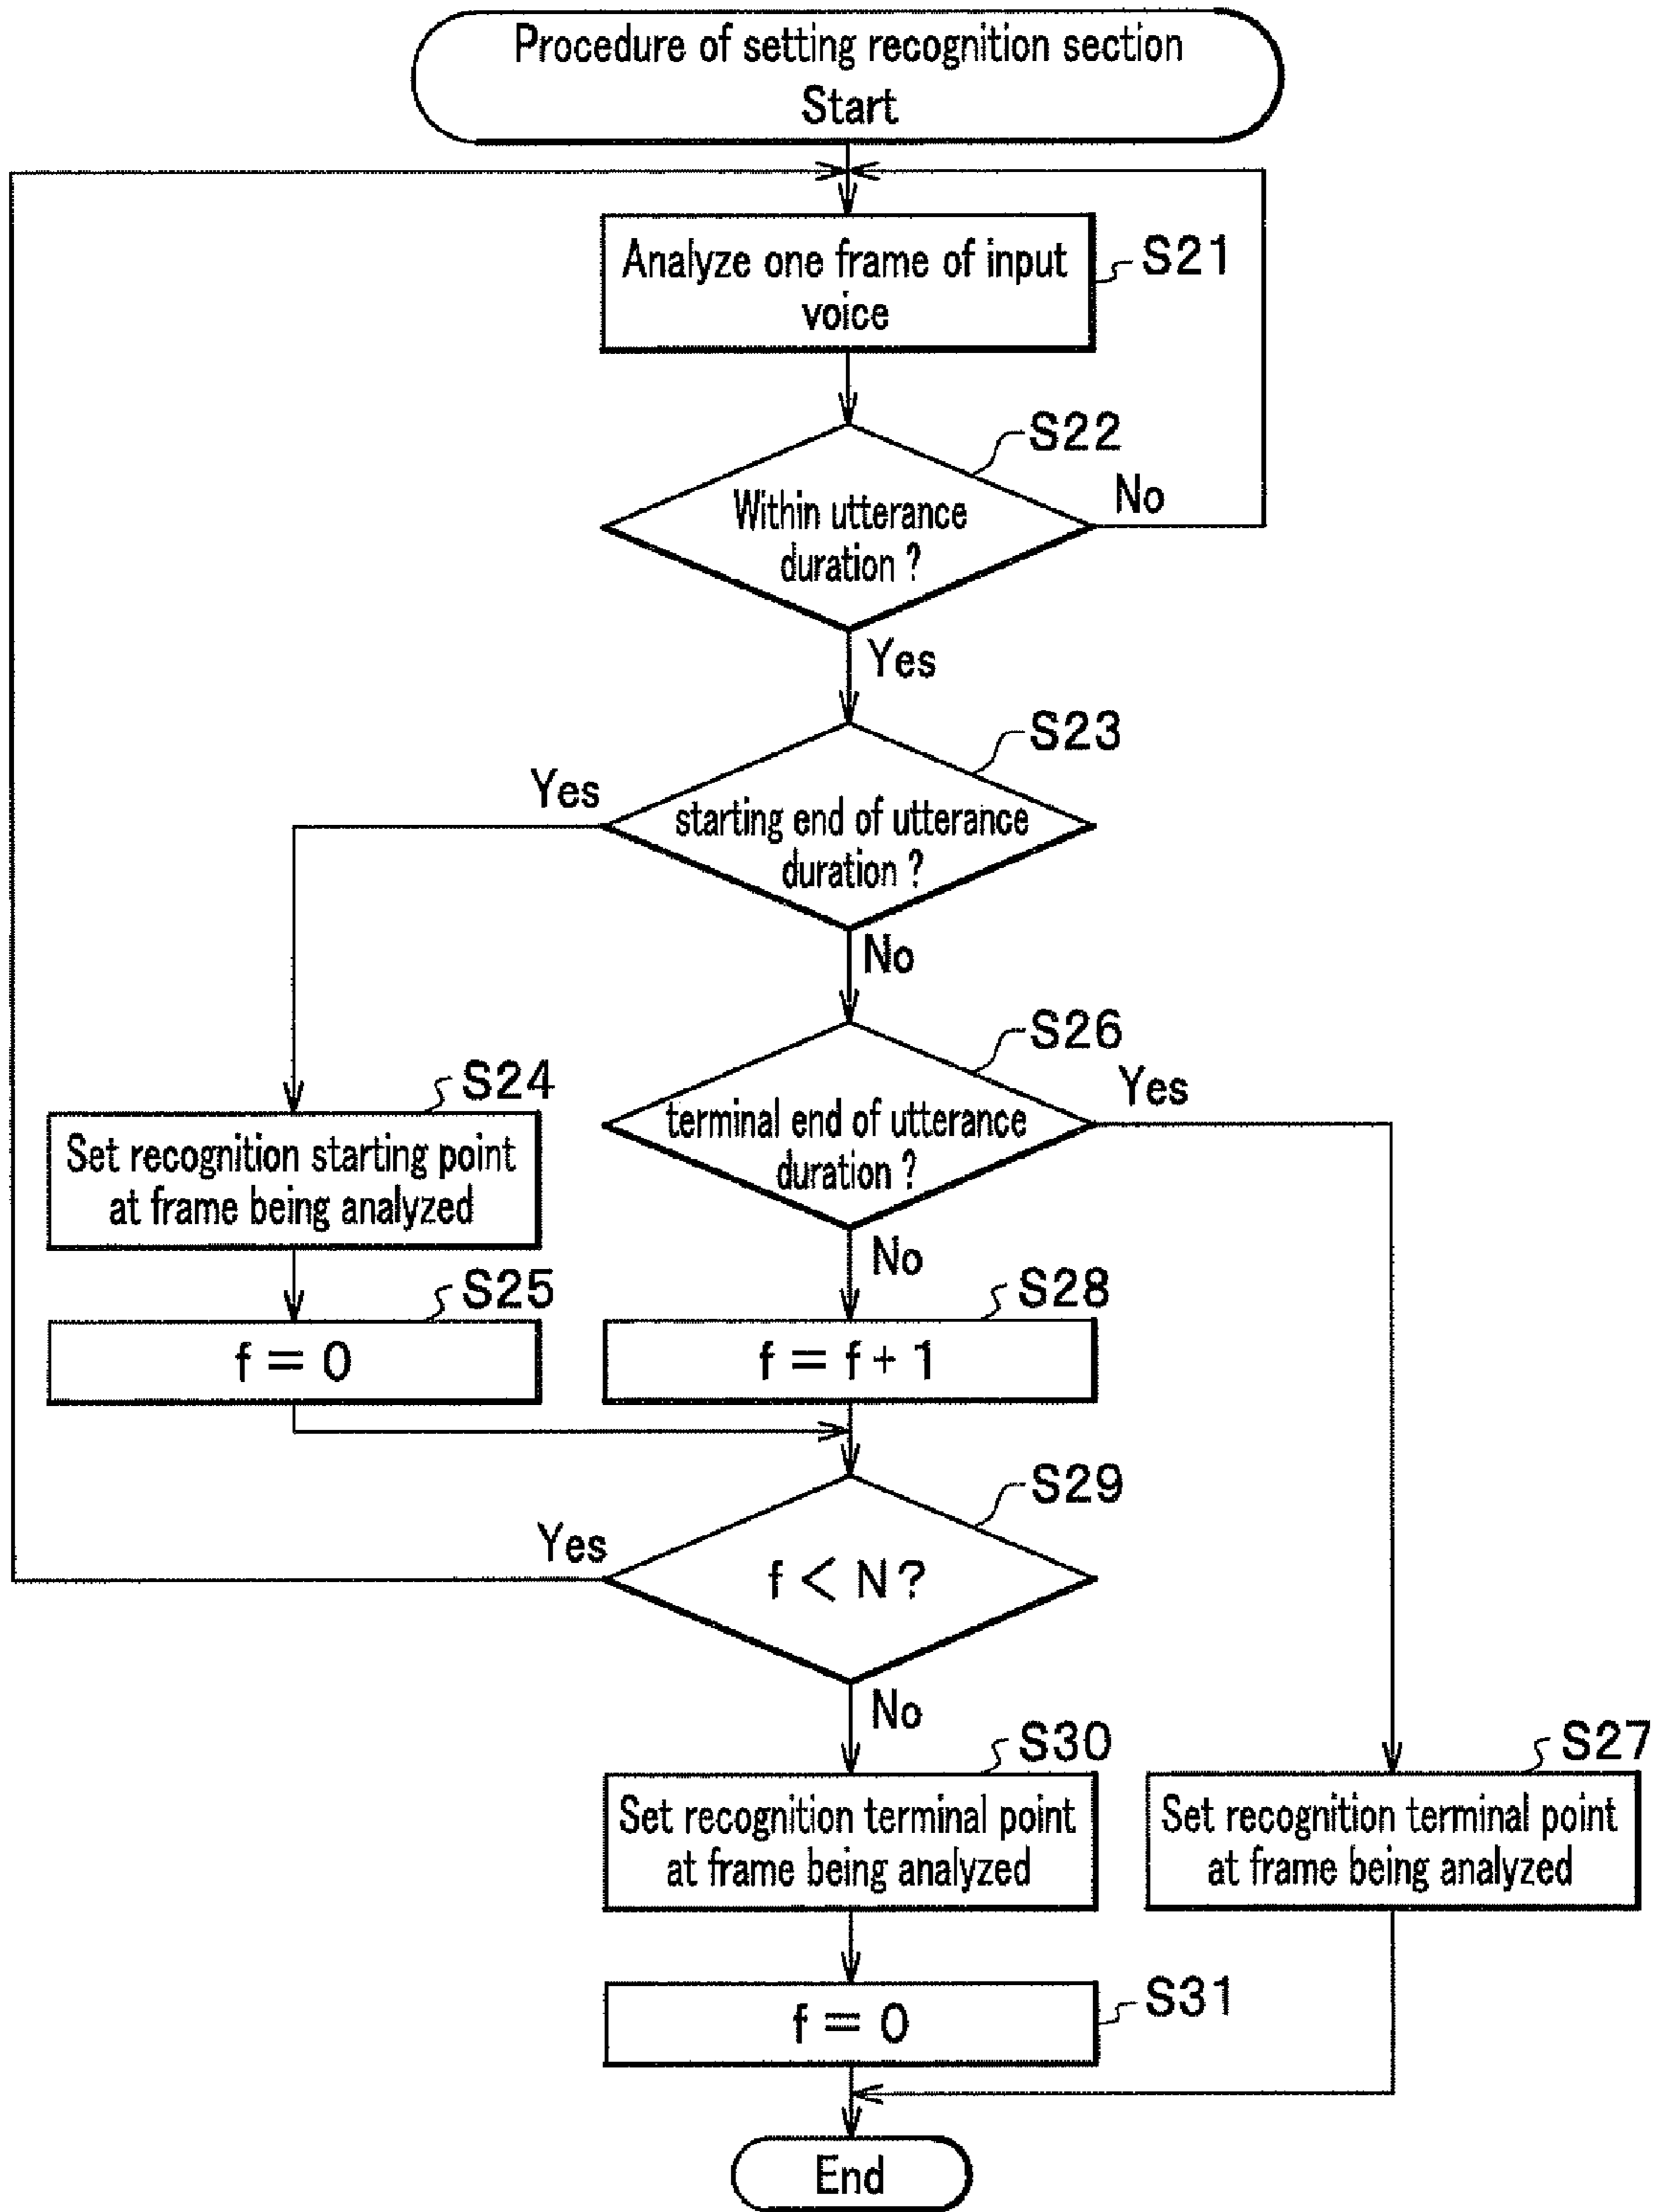 Procedure of setting recognition section
Start
Analyze one frame of input
voice
S21
S22
Within utterance
duration ?
No
Yes
S23
Yes
starting end of utterance
duration ?
No
S26
Yes
terminal end of utterance
duration ?
S24
Set recognition starting point
at frame being analyzed
No
S25
f = 0
S28
f = f + 1
S29
Yes
f < N ?
No
S30
Set recognition terminal point
at frame being analyzed
S27
Set recognition terminal point
at frame being analyzed
S31
f = 0
End